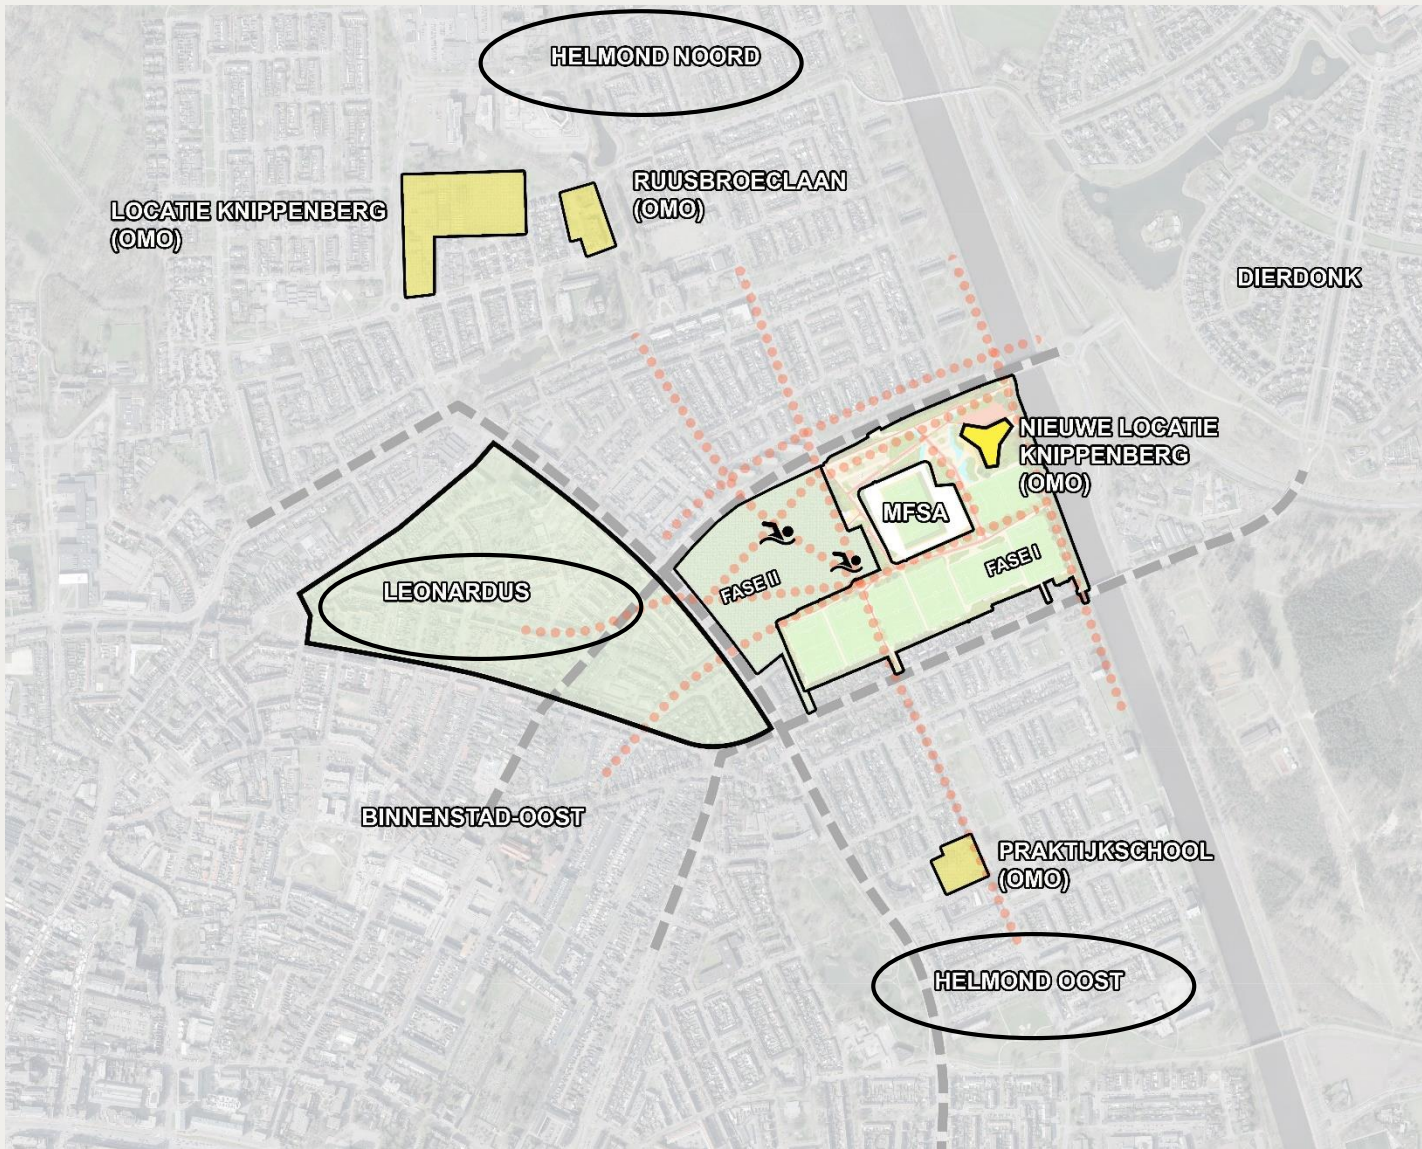 HELMOND NOORD
RUUSBROECLAAN
(OMO)
LOCATIE KNIPPENBERG
(OMO)
DIERDONK
NIEUWE LOCATIE
KNIPPENBERG
(OMO)
MFSA
FASE I
FASE II
LEONARDUS
BINNENSTAD-OOST
PRAKTIJKSCHOOL
(OMO)
HELMOND OOST